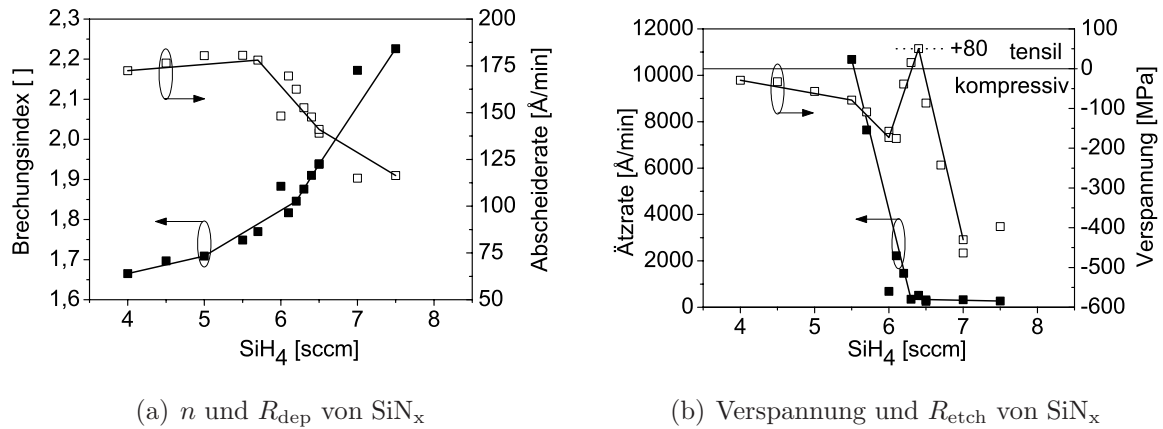 2,3
2,2
2,1
2,0
1,9
1,8
1,7
1,6
Brechungsindex [ ]
200
175
150
125
100
75
50
Abscheiderate [Å/min]
4 5 6 7 8
SiH4 [sccm]
(a) n und Rdep von SiNx
12000
10000
8000
6000
4000
2000
0
Ätzrate [Å/min]
+80 tensil
kompressiv
100
0
-100
-200
-300
-400
-500
-600
Verspannung [MPa]
4 5 6 7 8
SiH4 [sccm]
(b) Verspannung und Retch von SiNx